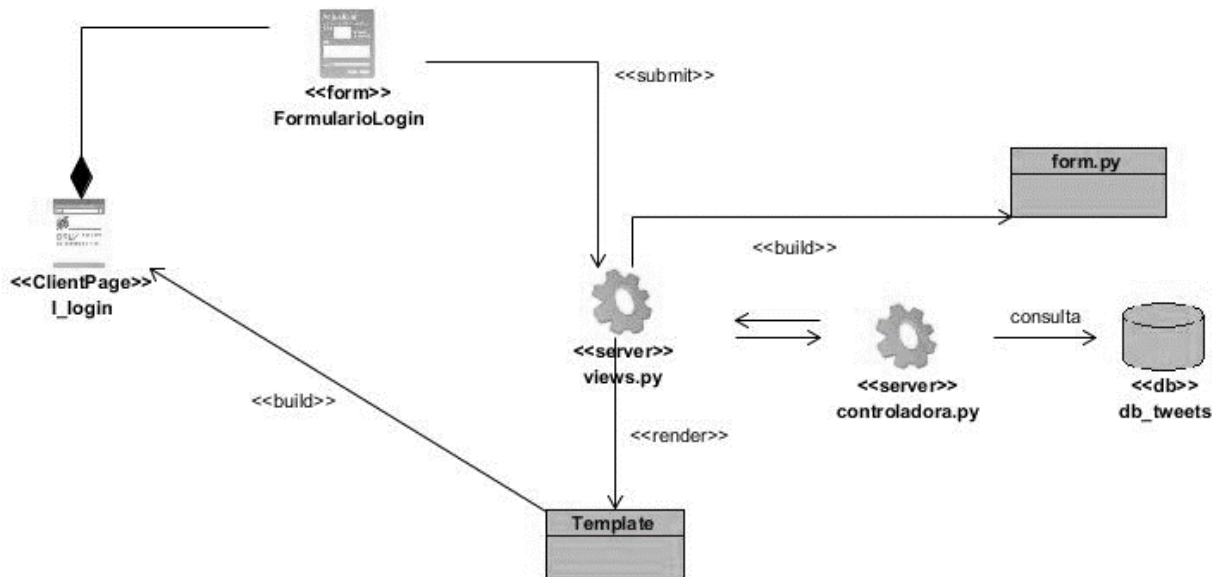 <<form>>
FormularioLogin
<<submit>>
form.py
<<build>>
<<ClientPage>>
I_login
<<server>>
views.py
consulta
<<server>>
controladora.py
<<db>>
db_tweets
<<build>>
<<render>>
Template